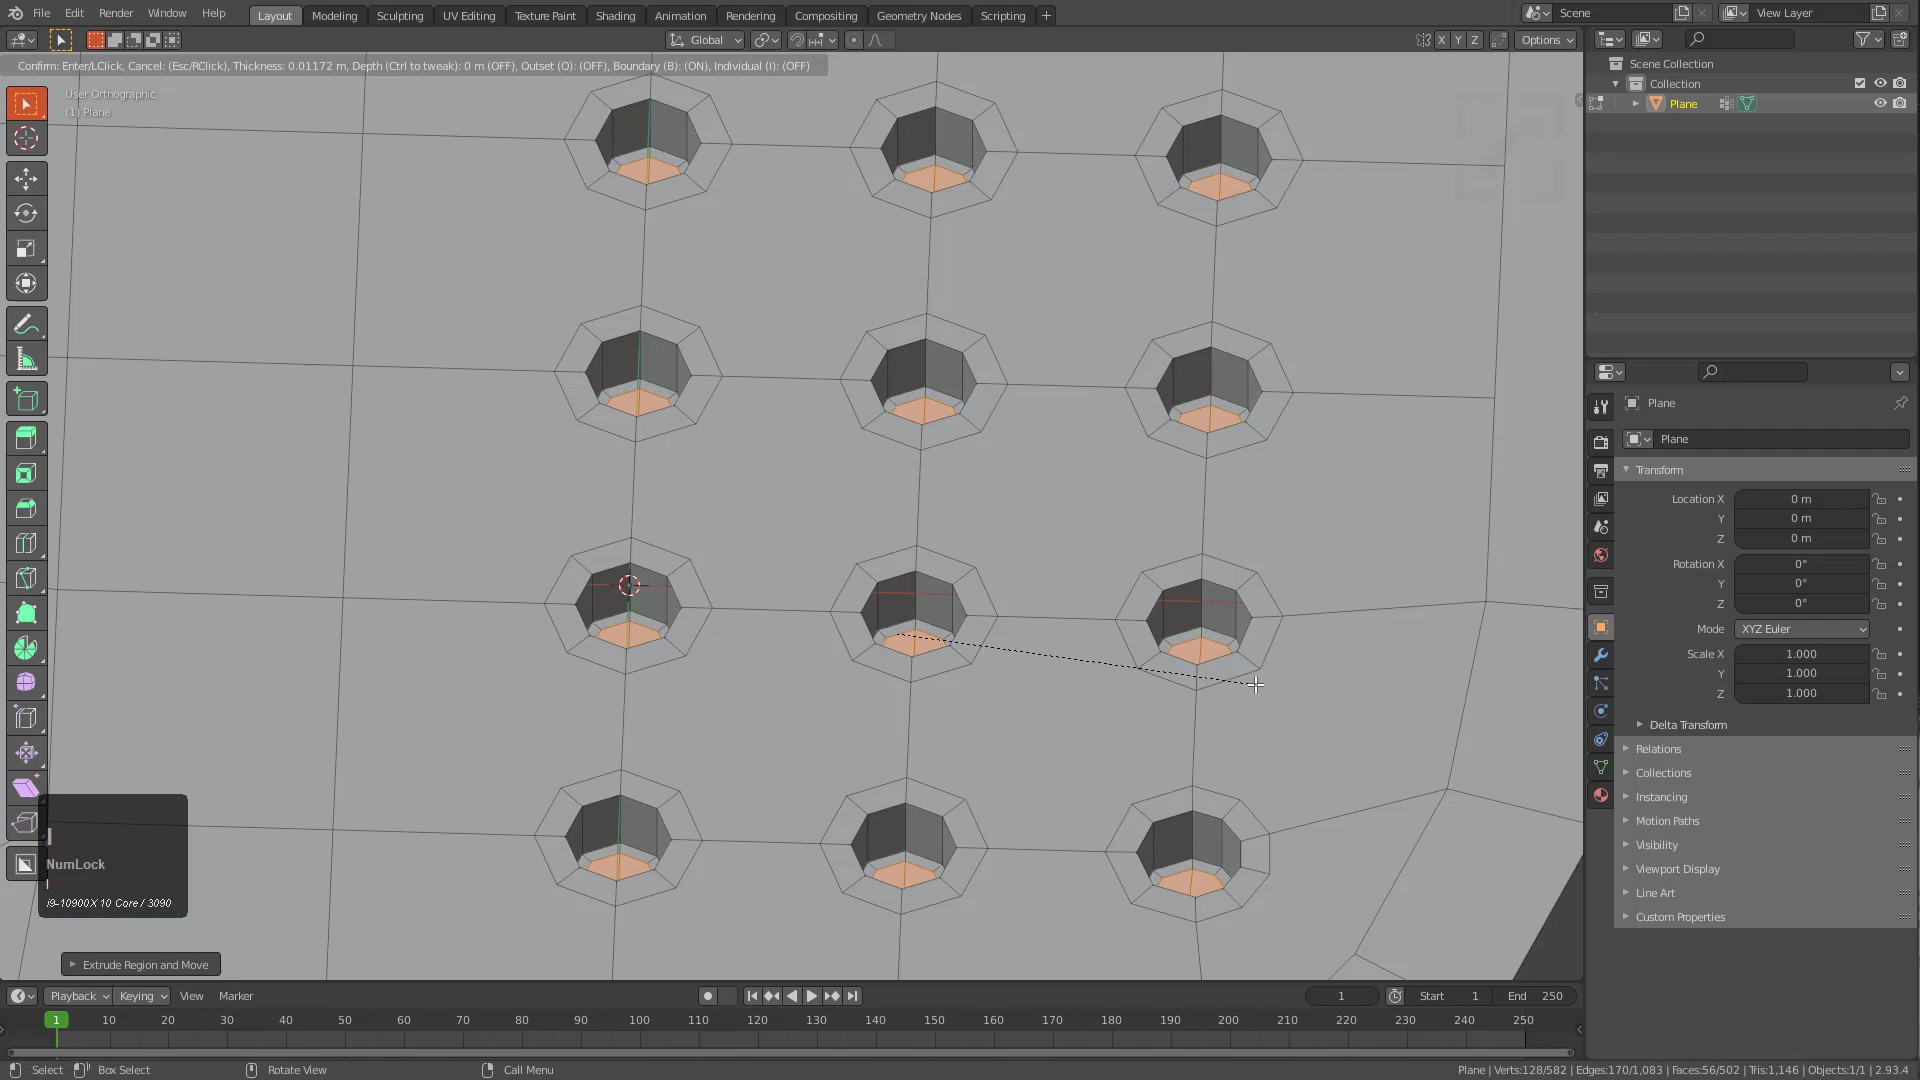 File Edit Render Window Help Layout Modeling Sculpting UV Editing Texture Paint Shading Animation Rendering Compositing Geometry Nodes Scripting + Scene View Layer
Global X Y Z Options
Confirm: Enter/LClick, Cancel: (Esc/RClick), Thickness: 0.01172 m, Depth (Ctrl to tweak): 0 m (OFF), Outset (O): (OFF), Boundary (B): (ON), Individual (I): (OFF)
User Orthographic
(1) Plane
Scene Collection
Collection
Plane
Plane
Plane
Transform
Location X 0 m
Y 0 m
Z 0 m
Rotation X 0°
Y 0°
Z 0°
Mode XYZ Euler
Scale X 1.000
Y 1.000
Z 1.000
Delta Transform
Relations
Collections
Instancing
Motion Paths
Visibility
Viewport Display
Line Art
Custom Properties
I
NumLock
I
i9-10900X 10 Core / 3090
Extrude Region and Move
Playback Keying View Marker 1 Start 1 End 250
1 10 20 30 40 50 60 70 80 90 100 110 120 130 140 150 160 170 180 190 200 210 220 230 240 250
Select Box Select Rotate View Call Menu Plane | Verts:128/582 | Edges:170/1,083 | Faces:56/502 | Tris:1,146 | Objects:1/1 | 2.93.4